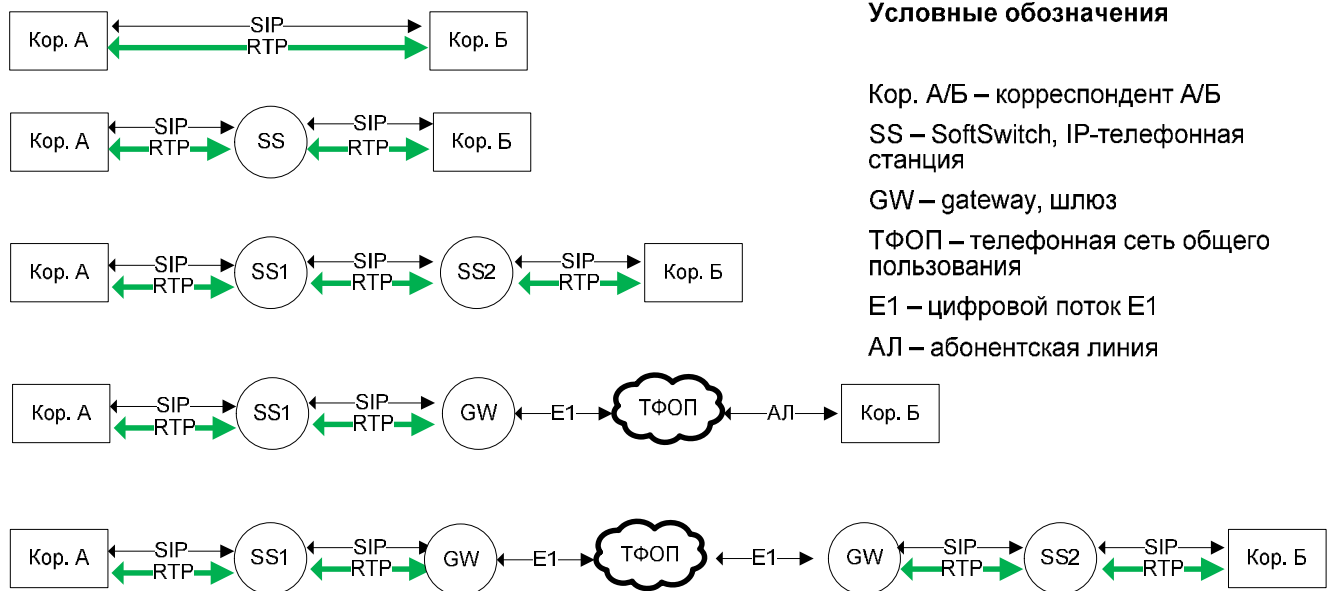 Кор. А
SIP
RTP
Кор. Б
Кор. А
SIP
RTP
SS
SIP
RTP
Кор. Б
Кор. А
SIP
RTP
SS1
SIP
RTP
SS2
SIP
RTP
Кор. Б
Кор. А
SIP
RTP
SS1
SIP
RTP
GW
E1
ТФОП
АЛ
Кор. Б
Кор. А
SIP
RTP
SS1
SIP
RTP
GW
E1
ТФОП
E1
GW
SIP
RTP
SS2
SIP
RTP
Кор. Б
Условные обозначения
Кор. А/Б – корреспондент А/Б
SS – SoftSwitch, IP-телефонная
станция
GW – gateway, шлюз
ТФОП – телефонная сеть общего
пользования
E1 – цифровой поток E1
АЛ – абонентская линия